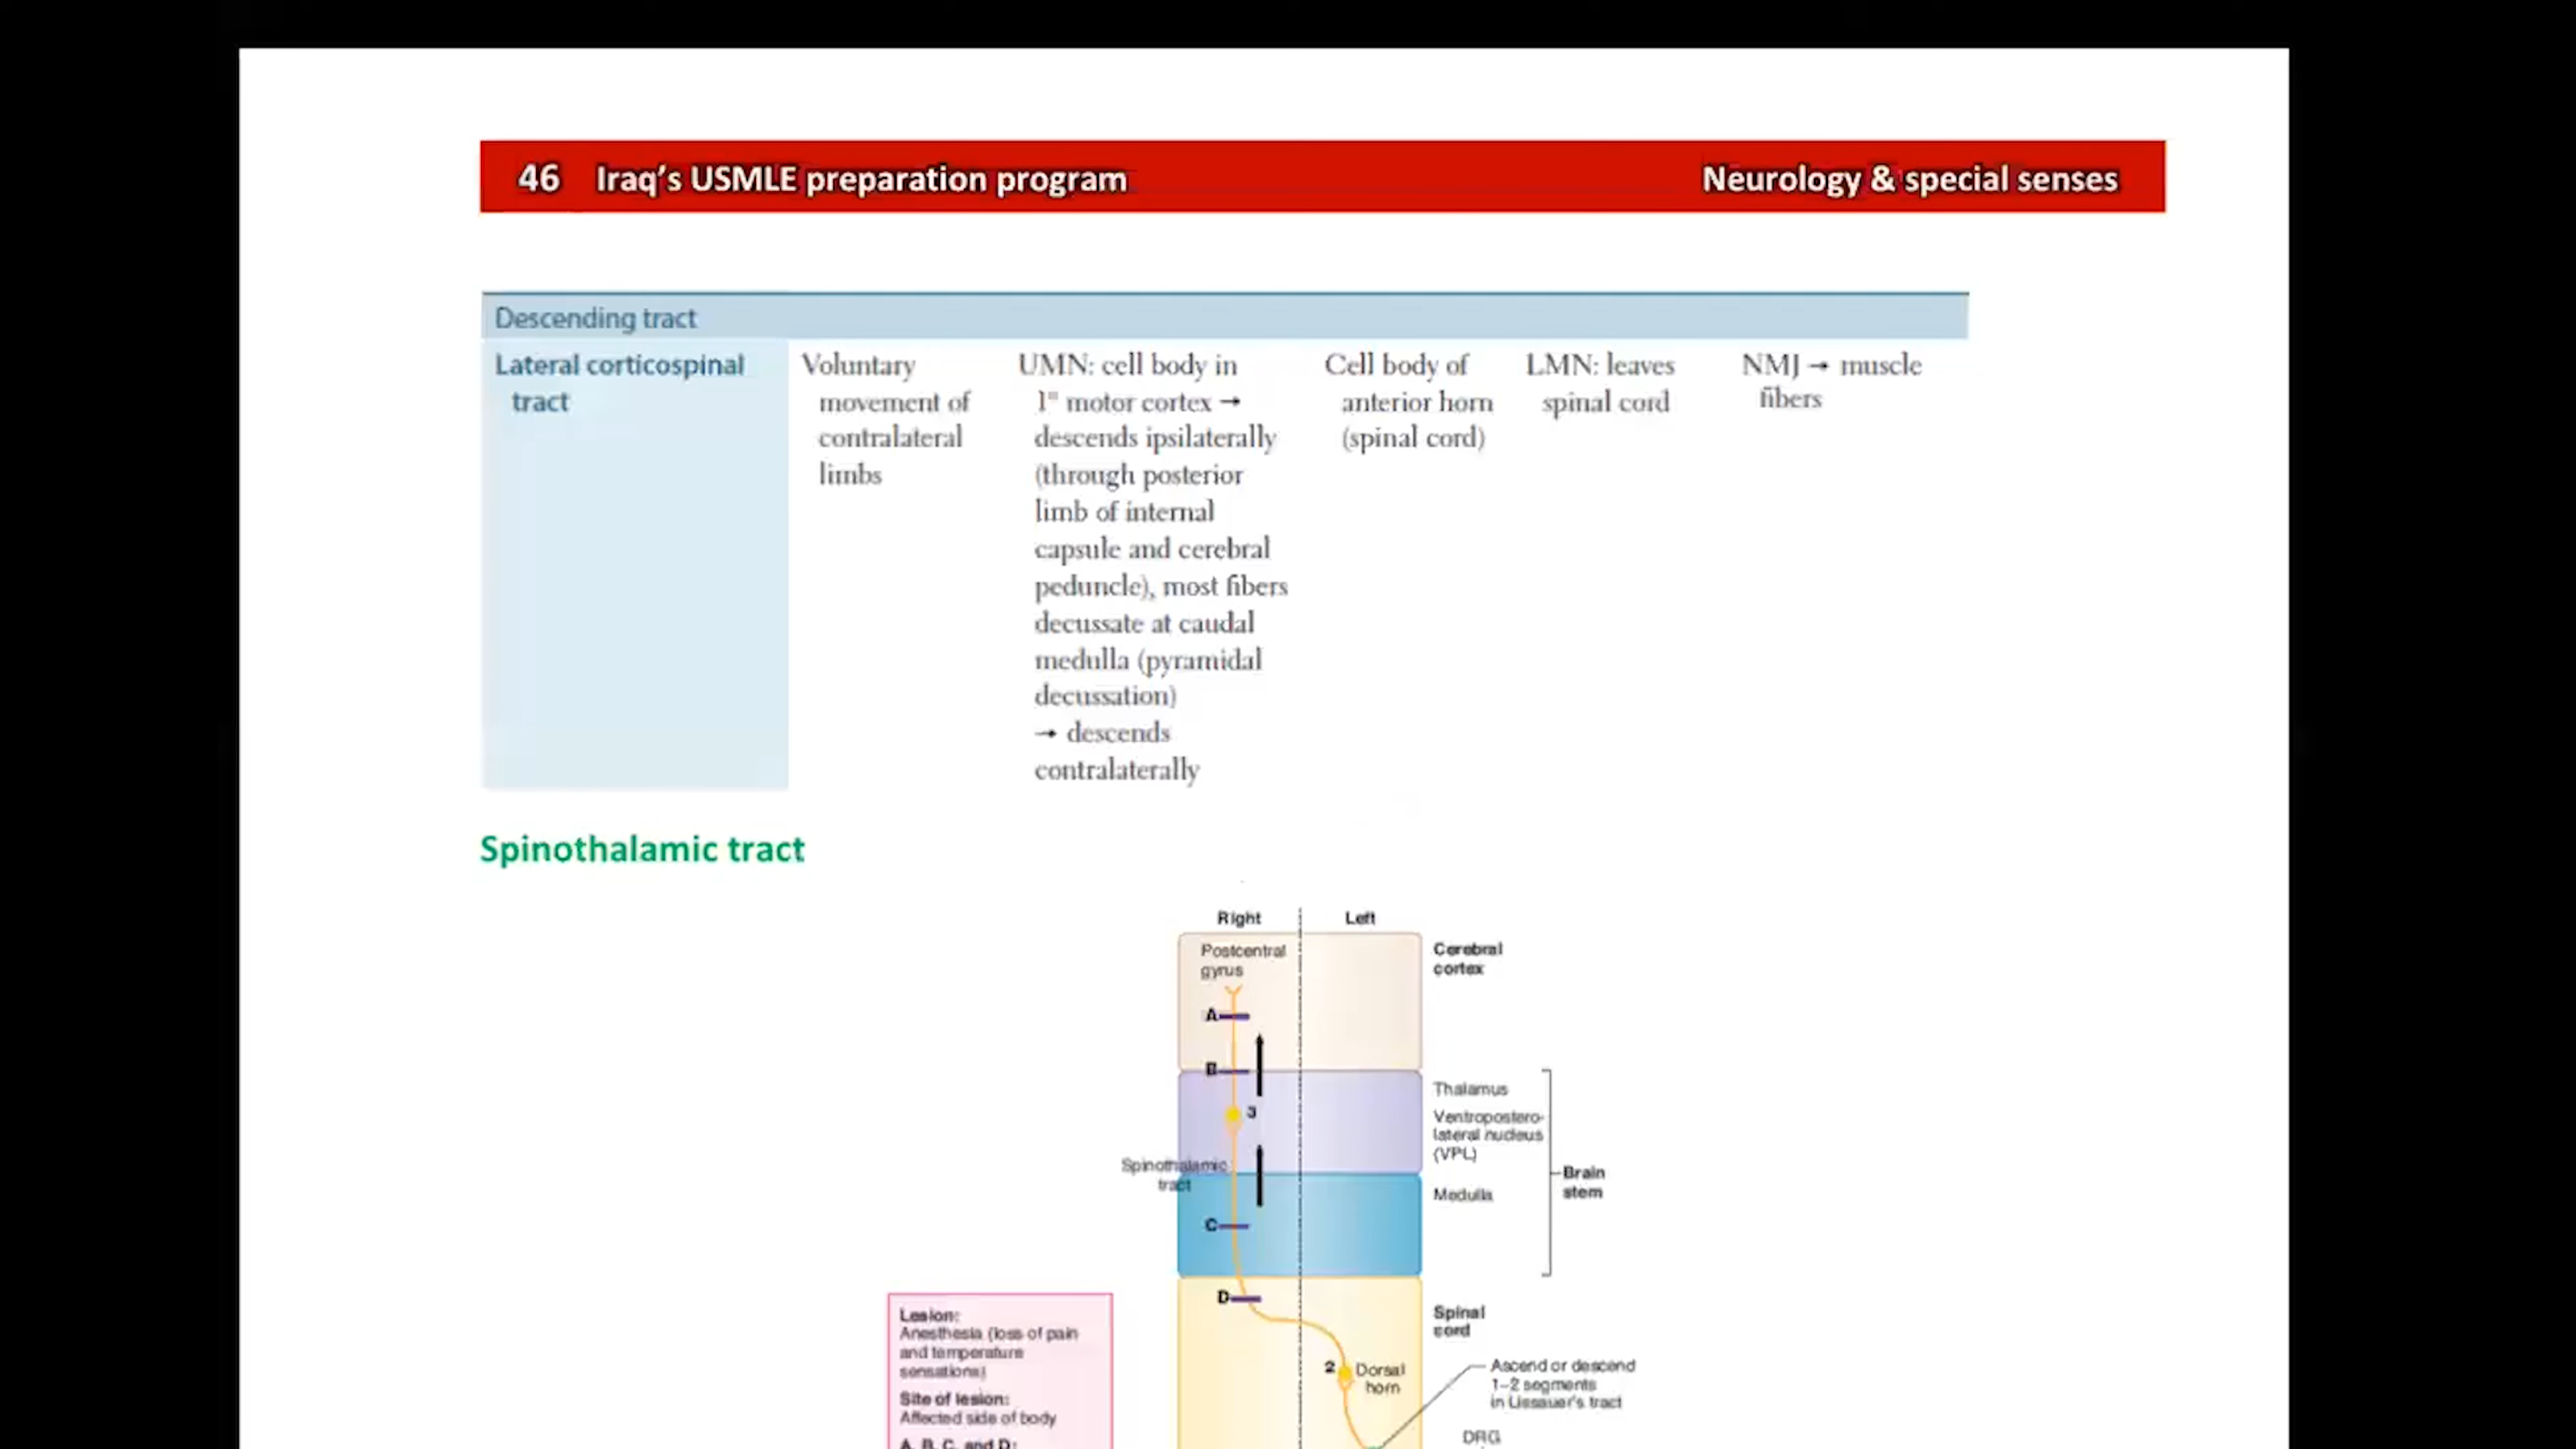 46 Iraq's USMLE preparation program
Neurology & special senses
Descending tract
Lateral corticospinal
tract
Voluntary
movement of
contralateral
limbs
UMN: cell body in
1° motor cortex →
descends ipsilaterally
(through posterior
limb of internal
capsule and cerebral
peduncle), most fibers
decussate at caudal
medulla (pyramidal
decussation)
→ descends
contralaterally
Cell body of
anterior horn
(spinal cord)
LMN: leaves
spinal cord
NMJ → muscle
fibers
Spinothalamic tract
Right
Left
Postcentral
gyrus
Cerebral
cortex
A
B
3
Thalamus
Ventropostero-
lateral nucleus
(VPL)
Spinothalamic
tract
Medulla
Brain
stem
C
D
Spinal
cord
2
Dorsal
horn
Ascend or descend
1–2 segments
in Lissauer's tract
DRG
Lesion:
Anesthesia (loss of pain
and temperature
sensations)
Site of lesion:
Affected side of body
A, B, C, and D: